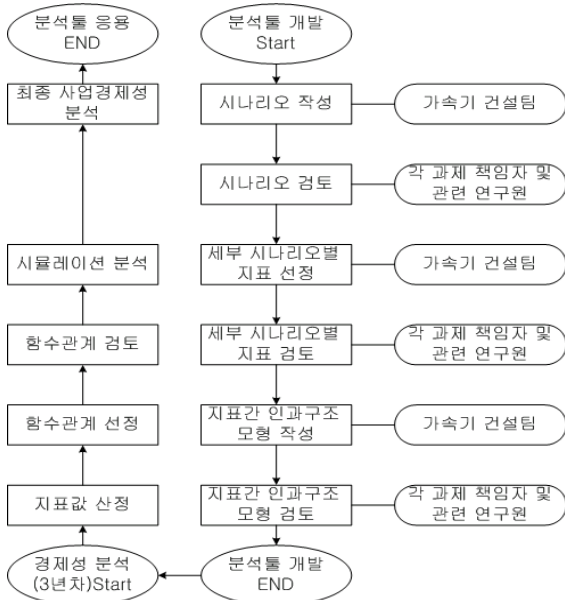 분석툴 응용
END
분석툴 개발
Start
최종 사업경제성
분석
시나리오 작성
가속기 건설팀
시나리오 검토
각 과제 책임자 및
관련 연구원
시뮬레이션 분석
세부 시나리오별
지표 선정
가속기 건설팀
함수관계 검토
세부 시나리오별
지표 검토
각 과제 책임자 및
관련 연구원
함수관계 선정
지표간 인과구조
모형 작성
가속기 건설팀
지표값 산정
지표간 인과구조
모형 검토
각 과제 책임자 및
관련 연구원
경제성 분석
(3년차)Start
분석툴 개발
END